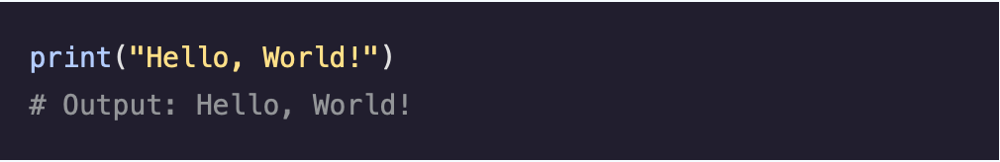 print("Hello, World!")
# Output: Hello, World!